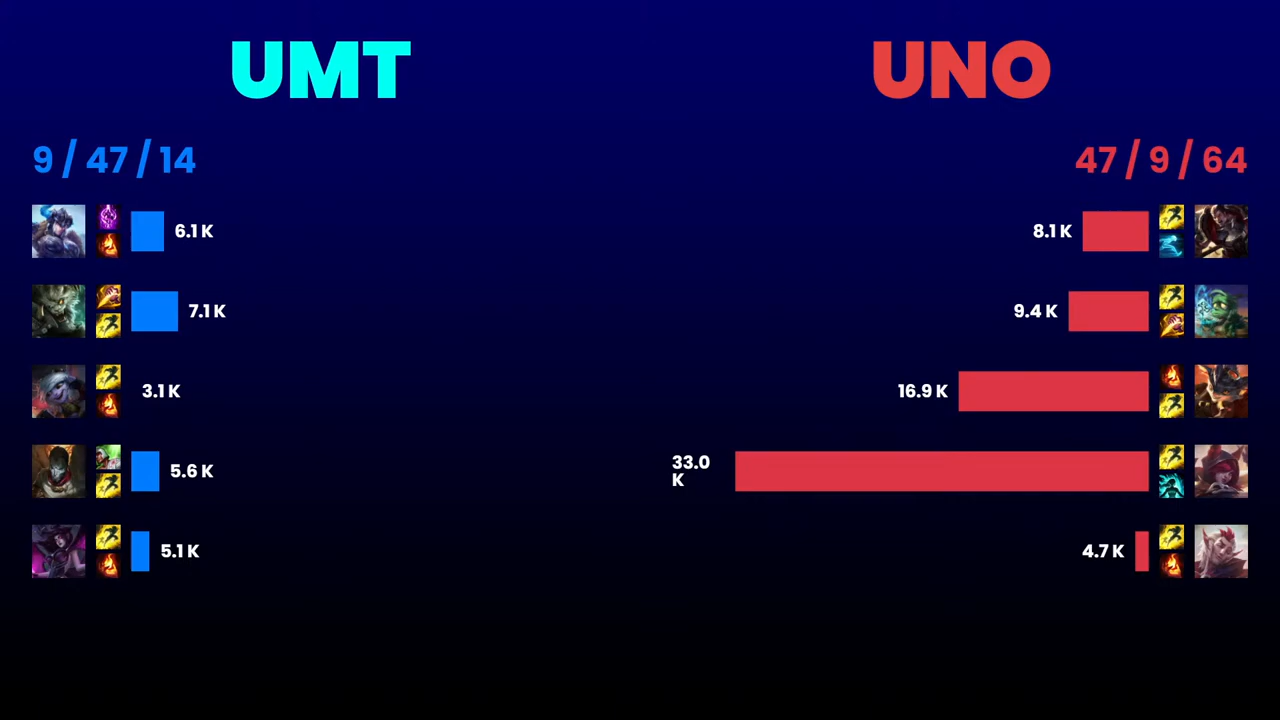 UMT
UNO
9 / 47 / 14
47 / 9 / 64
6.1 K
8.1 K
7.1 K
9.4 K
3.1 K
16.9 K
5.6 K
33.0
K
5.1 K
4.7 K